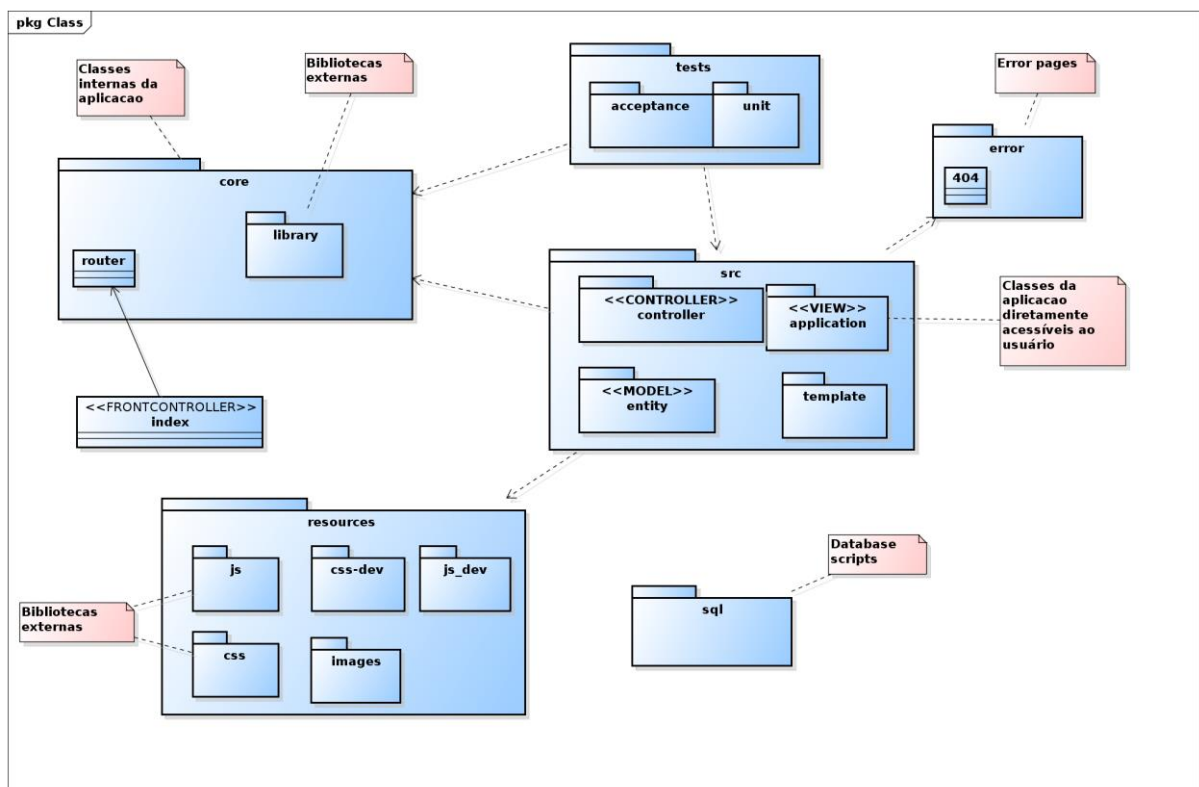 pkg Class
Classes
internas da
aplicacao
Bibliotecas
externas
tests
acceptance
unit
Error pages
error
404
core
library
router
src
<<CONTROLLER>>
controller
<<VIEW>>
application
Classes da
aplicacao
diretamente
acessíveis ao
usuário
<<MODEL>>
entity
template
<<FRONTCONTROLLER>>
index
resources
js
css-dev
js_dev
Bibliotecas
externas
css
images
Database
scripts
sql